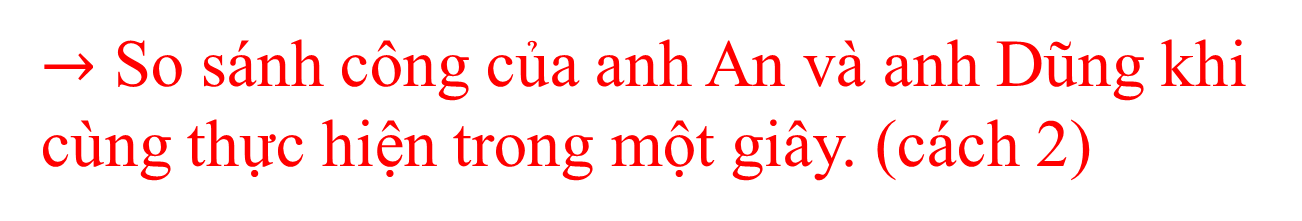 → So sánh công của anh An và anh Dũng khi
cùng thực hiện trong một giây. (cách 2)